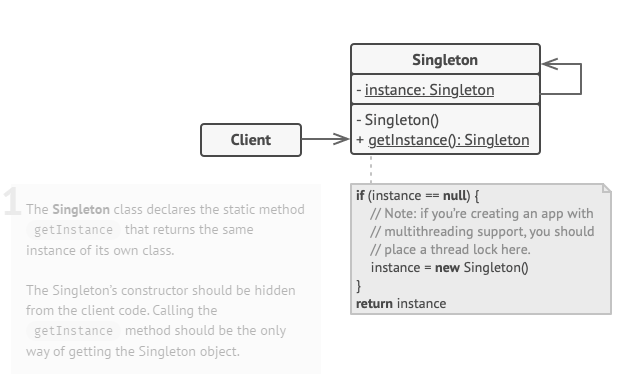 Singleton
- instance: Singleton
- Singleton()
+ getInstance(): Singleton
Client
1
The Singleton class declares the static method
getInstance that returns the same
instance of its own class.
The Singleton's constructor should be hidden
from the client code. Calling the
getInstance method should be the only
way of getting the Singleton object.
if (instance == null) {
// Note: if you're creating an app with
// multithreading support, you should
// place a thread lock here.
instance = new Singleton()
}
return instance